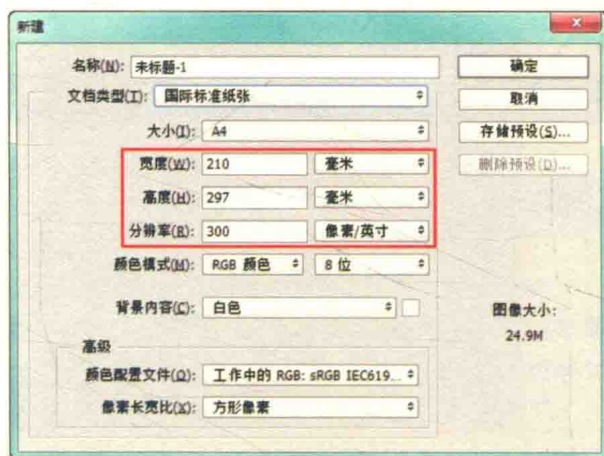 新建
名称(N): 未标题-1
确定
文档类型(T): 国际标准纸张
取消
大小(I): A4
存储预设(S)...
宽度(W): 210 毫米
删除预设(D)...
高度(H): 297 毫米
分辨率(R): 300 像素/英寸
颜色模式(M): RGB 颜色 8 位
背景内容(C): 白色
图像大小:
24.9M
高级
颜色配置文件(O): 工作中的 RGB: sRGB IEC619...
像素长宽比(X): 方形像素